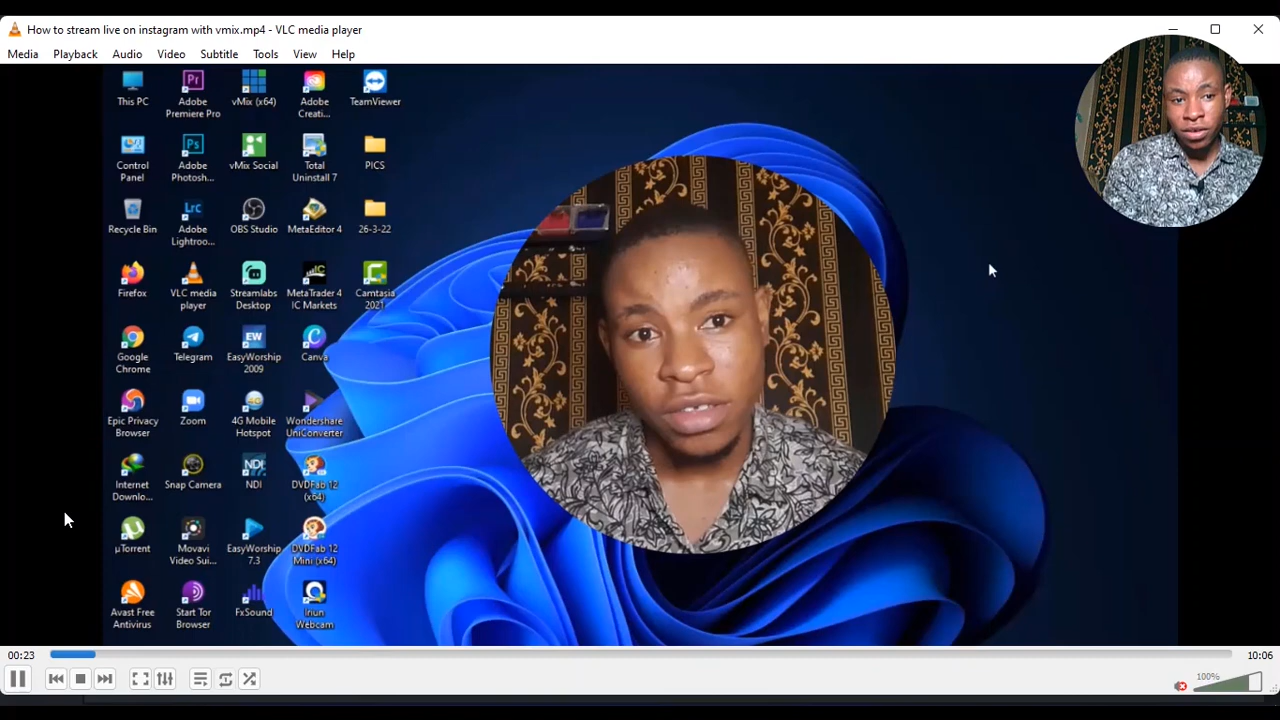 How to stream live on instagram with vmix.mp4 - VLC media player
Media Playback Audio Video Subtitle Tools View Help
This PC
Adobe
Premiere Pro
vMix (x64)
Adobe
Creati...
TeamViewer
Control
Panel
Adobe
Photosh...
vMix Social
Total
Uninstall 7
PICS
Recycle Bin
Adobe
Lightroo...
OBS Studio
MetaEditor 4
26-3-22
Firefox
VLC media
player
Streamlabs
Desktop
MetaTrader 4
IC Markets
Camtasia
2021
Google
Chrome
Telegram
EasyWorship
2009
Canva
Epic Privacy
Browser
Zoom
4G Mobile
Hotspot
Wondershare
UniConverter
Internet
Downlo...
Snap Camera
NDI
DVDFab 12
(x64)
µTorrent
Movavi
Video Sui...
EasyWorship
7.3
DVDFab 12
Mini (x64)
Avast Free
Antivirus
Start Tor
Browser
FxSound
Iriun
Webcam
00:23
10:06
100%